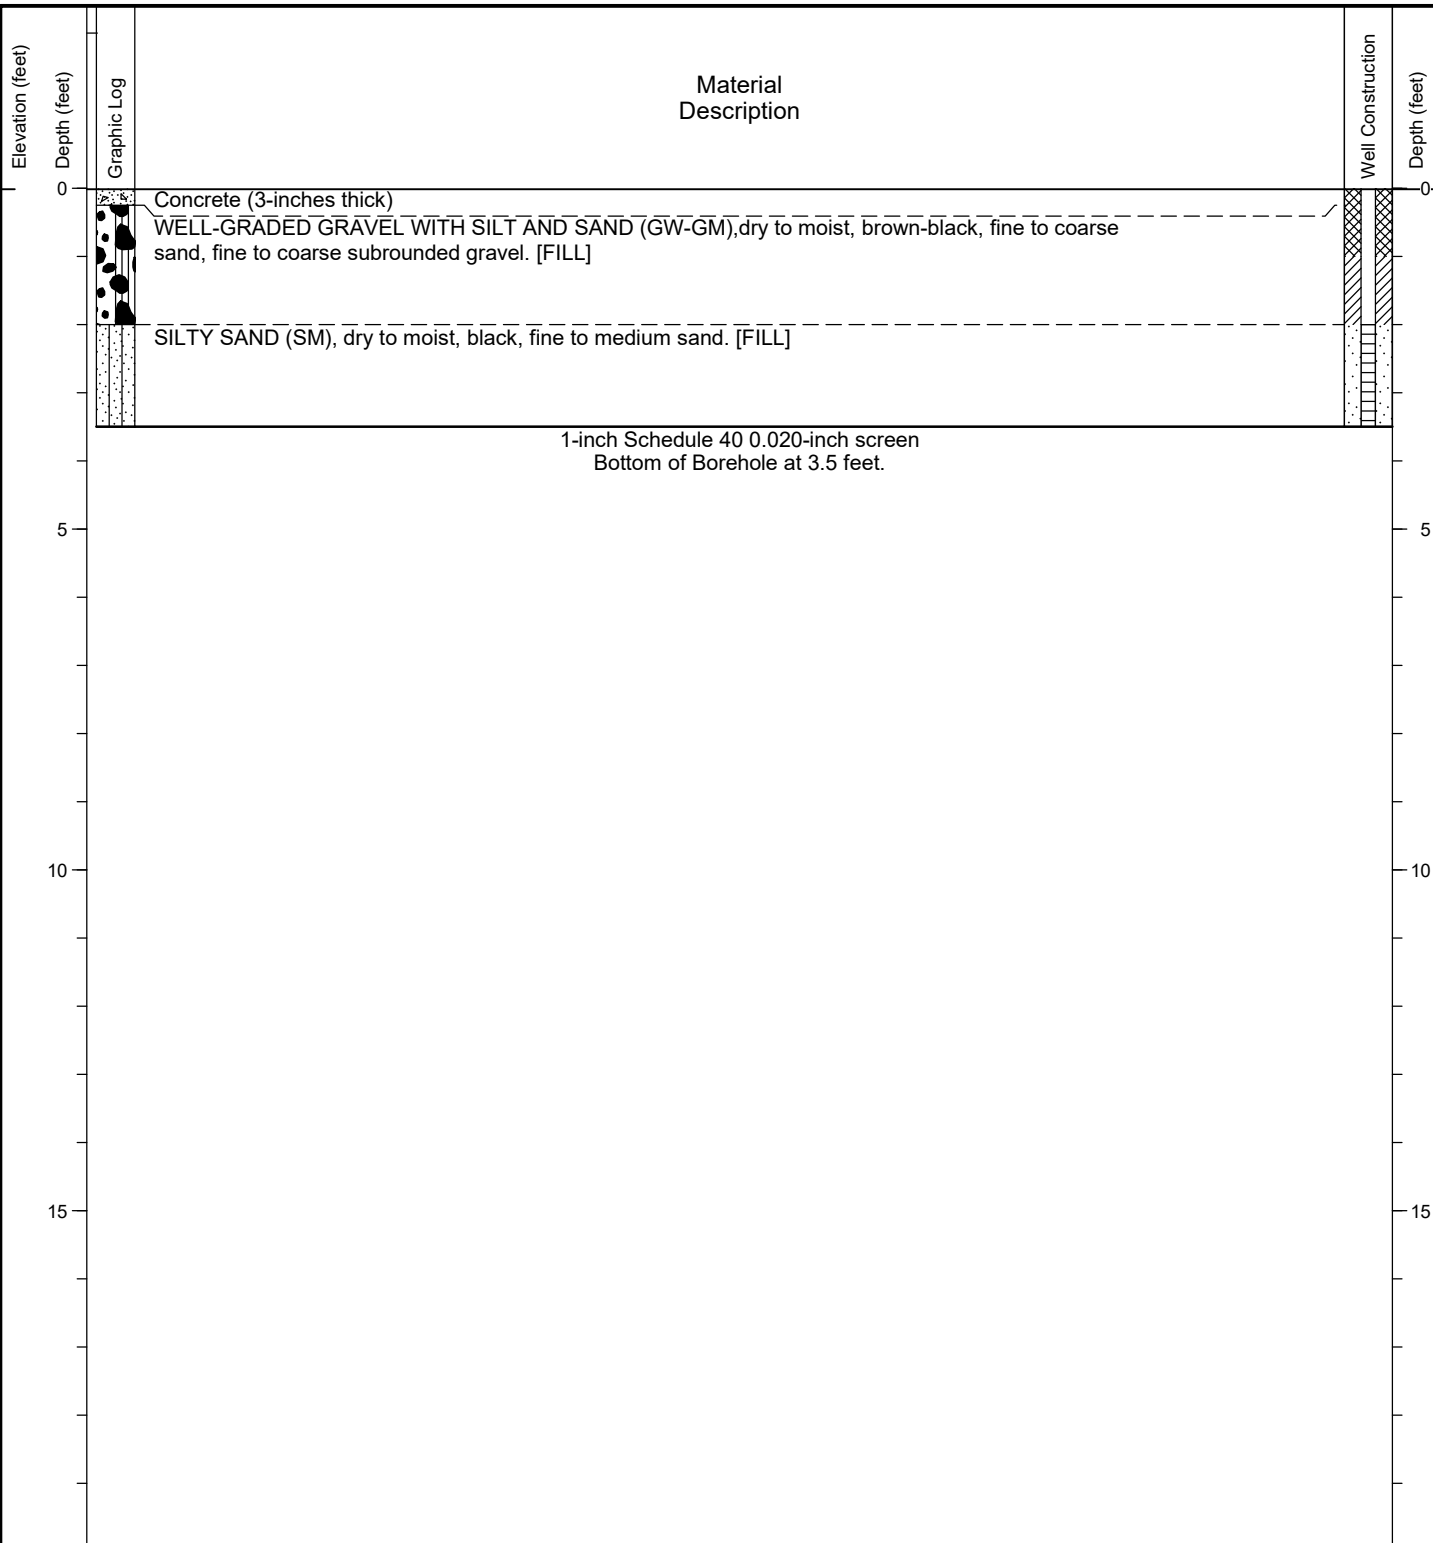 Elevation (feet)
Depth (feet)
Graphic Log
Material
Description
Well Construction
Depth (feet)
0
0
Concrete (3-inches thick)
WELL-GRADED GRAVEL WITH SILT AND SAND (GW-GM),dry to moist, brown-black, fine to coarse
sand, fine to coarse subrounded gravel. [FILL]
SILTY SAND (SM), dry to moist, black, fine to medium sand. [FILL]
1-inch Schedule 40 0.020-inch screen
Bottom of Borehole at 3.5 feet.
5
5
10
10
15
15